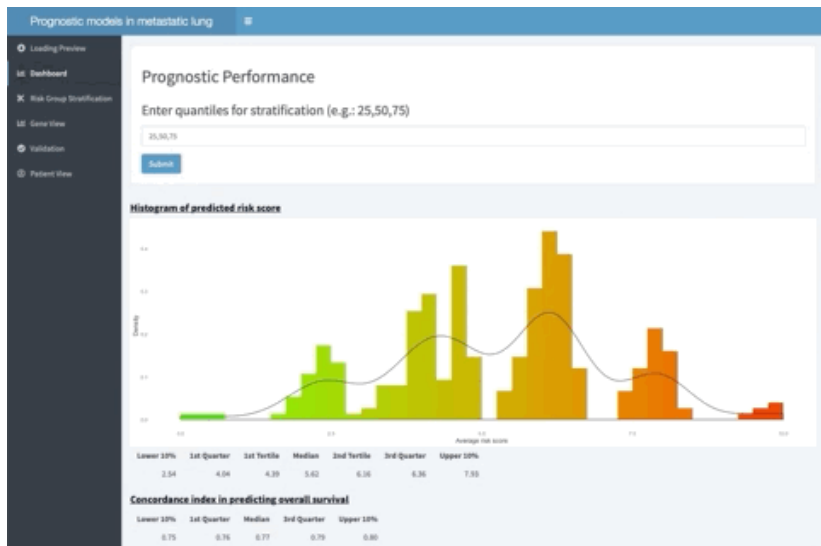 Prognostic models in metastatic lung
Loading Preview
Dashboard
Risk Group Stratification
Gene View
Validation
Patient View
Prognostic Performance
Enter quantiles for stratification (e.g.: 25,50,75)
25,50,75
Submit
Histogram of predicted risk score
Density
0.0
Average risk score
Lower 10% 1st Quarter 1st Tertile Median 2nd Tertile 3rd Quarter Upper 10%
2.54 4.04 4.39 5.62 6.16 6.36 7.93
Concordance index in predicting overall survival
Lower 10% 1st Quarter Median 3rd Quarter Upper 10%
0.75 0.76 0.77 0.79 0.80